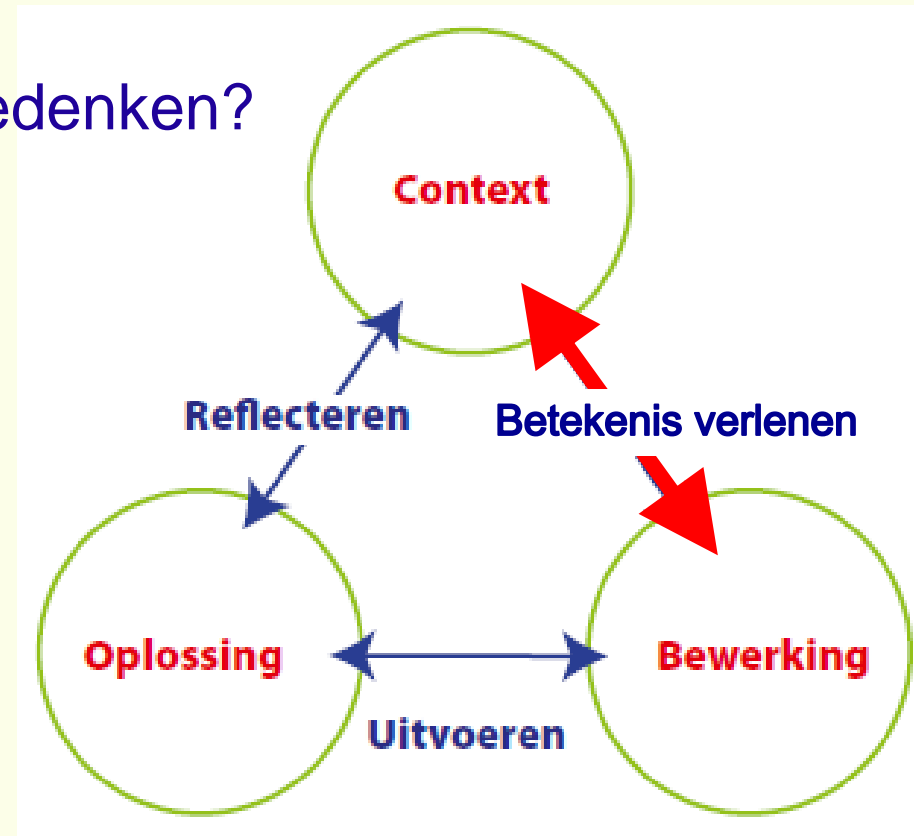 edenken?
Context
Reflecteren
Betekenis verlenen
Oplossing
Bewerking
Uitvoeren